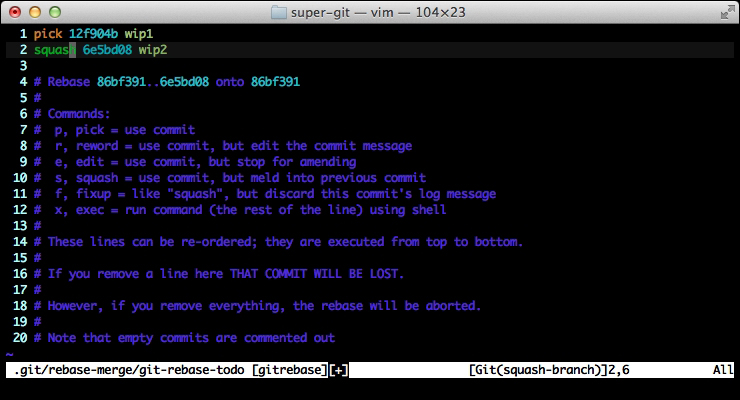 super-git — vim — 104×23
1 pick 12f904b wip1
2 squash 6e5bd08 wip2
3
4 # Rebase 86bf391..6e5bd08 onto 86bf391
5 #
6 # Commands:
7 #  p, pick = use commit
8 #  r, reword = use commit, but edit the commit message
9 #  e, edit = use commit, but stop for amending
10 #  s, squash = use commit, but meld into previous commit
11 #  f, fixup = like "squash", but discard this commit's log message
12 #  x, exec = run command (the rest of the line) using shell
13 #
14 # These lines can be re-ordered; they are executed from top to bottom.
15 #
16 # If you remove a line here THAT COMMIT WILL BE LOST.
17 #
18 # However, if you remove everything, the rebase will be aborted.
19 #
20 # Note that empty commits are commented out
~
.git/rebase-merge/git-rebase-todo [gitrebase][+] [Git(squash-branch)]2,6 All